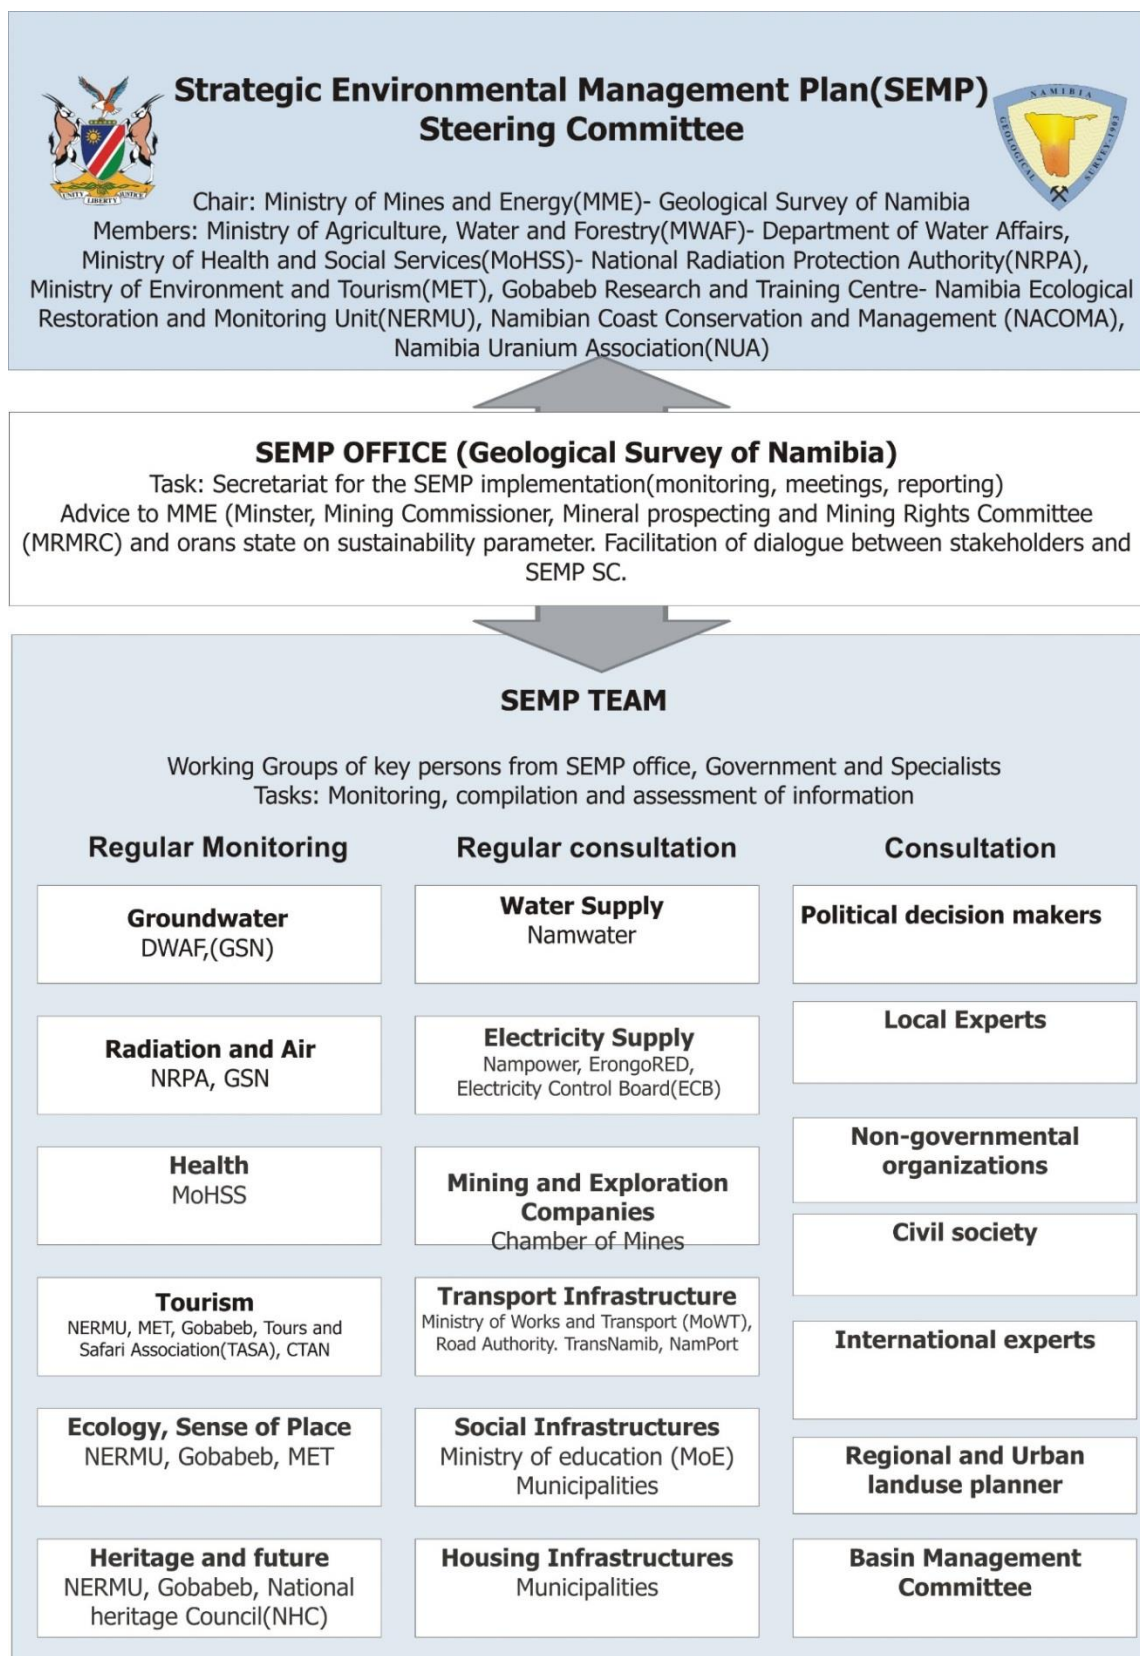 Strategic Environmental Management Plan(SEMP)
Steering Committee
UNITY LIBERTY JUSTICE
NAMIBIA
GEOLOGICAL SURVEY-1903
Chair: Ministry of Mines and Energy(MME)- Geological Survey of Namibia
Members: Ministry of Agriculture, Water and Forestry(MWAF)- Department of Water Affairs,
Ministry of Health and Social Services(MoHSS)- National Radiation Protection Authority(NRPA),
Ministry of Environment and Tourism(MET), Gobabeb Research and Training Centre- Namibia Ecological
Restoration and Monitoring Unit(NERMU), Namibian Coast Conservation and Management (NACOMA),
Namibia Uranium Association(NUA)
SEMP OFFICE (Geological Survey of Namibia)
Task: Secretariat for the SEMP implementation(monitoring, meetings, reporting)
Advice to MME (Minster, Mining Commissioner, Mineral prospecting and Mining Rights Committee
(MRMRC) and orans state on sustainability parameter. Facilitation of dialogue between stakeholders and
SEMP SC.
SEMP TEAM
Working Groups of key persons from SEMP office, Government and Specialists
Tasks: Monitoring, compilation and assessment of information
Regular Monitoring
Groundwater
DWAF,(GSN)
Radiation and Air
NRPA, GSN
Health
MoHSS
Tourism
NERMU, MET, Gobabeb, Tours and
Safari Association(TASA), CTAN
Ecology, Sense of Place
NERMU, Gobabeb, MET
Heritage and future
NERMU, Gobabeb, National
heritage Council(NHC)
Regular consultation
Water Supply
Namwater
Electricity Supply
Nampower, ErongoRED,
Electricity Control Board(ECB)
Mining and Exploration
Companies
Chamber of Mines
Transport Infrastructure
Ministry of Works and Transport (MoWT),
Road Authority. TransNamib, NamPort
Social Infrastructures
Ministry of education (MoE)
Municipalities
Housing Infrastructures
Municipalities
Consultation
Political decision makers
Local Experts
Non-governmental
organizations
Civil society
International experts
Regional and Urban
landuse planner
Basin Management
Committee